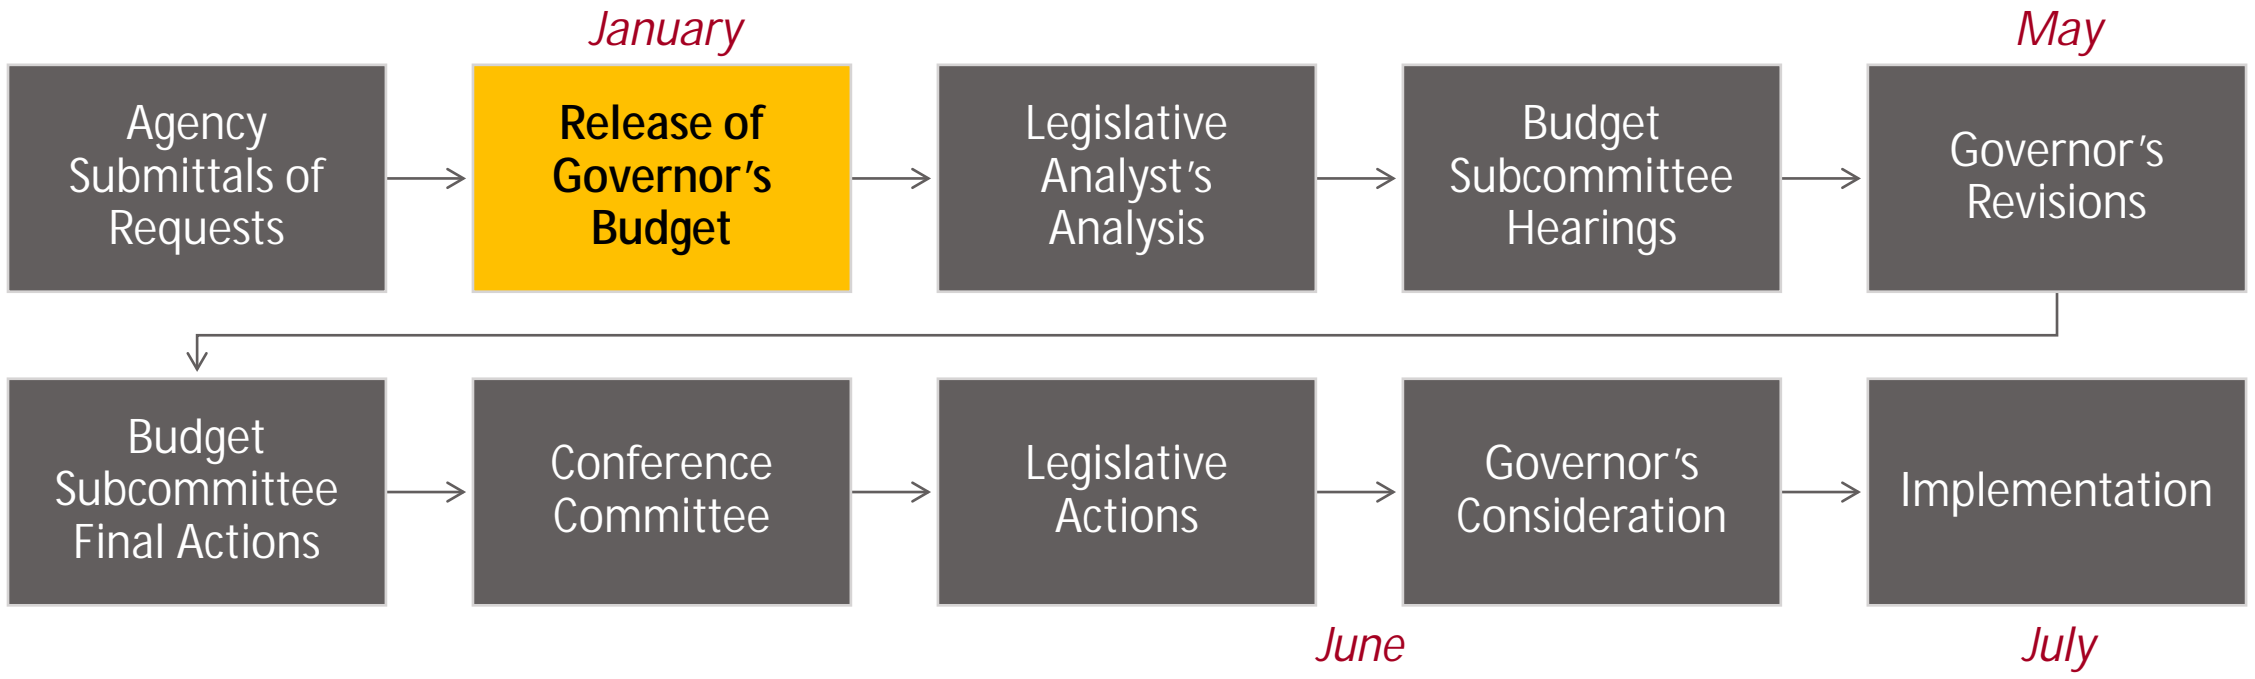 January
May
Agency
Submittals of
Requests
Release of
Governor's
Budget
Legislative
Analyst's
Analysis
Budget
Subcommittee
Hearings
Governor's
Revisions
Budget
Subcommittee
Final Actions
Conference
Committee
Legislative
Actions
Governor's
Consideration
Implementation
June
July